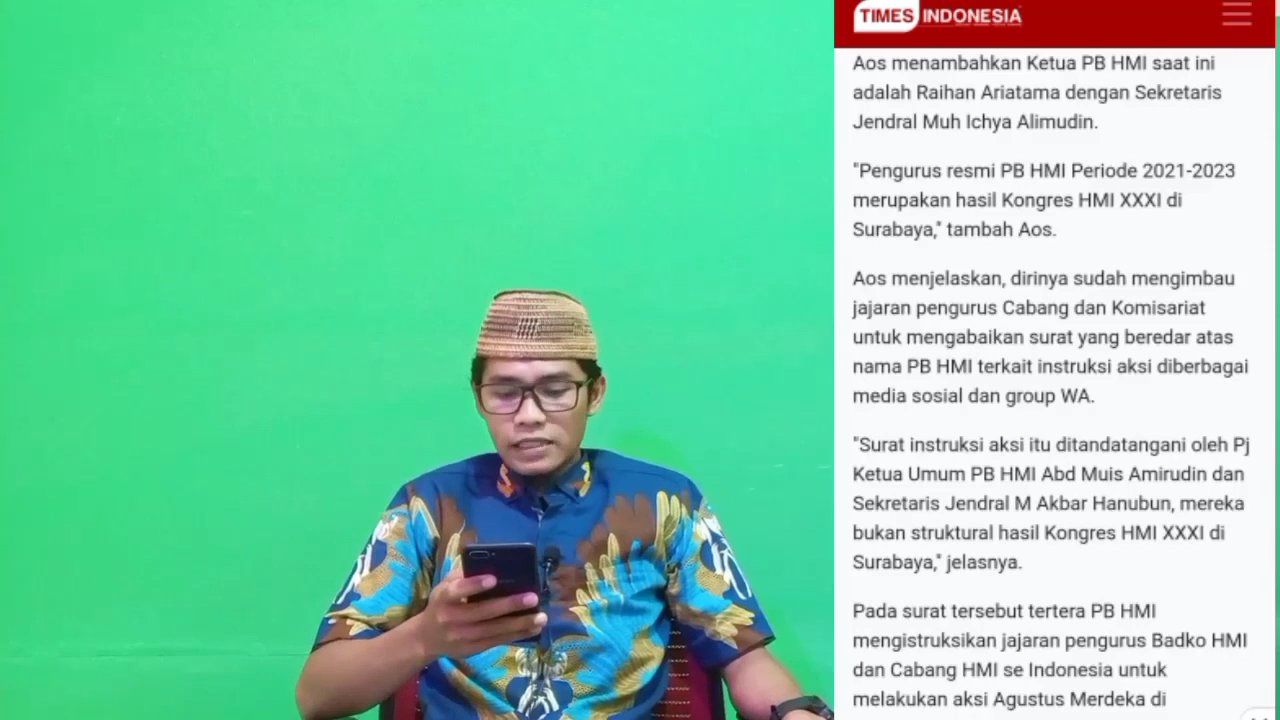 TIMES INDONESIA
Aos menambahkan Ketua PB HMI saat ini
adalah Raihan Ariatama dengan Sekretaris
Jendral Muh Ichya Alimudin.
"Pengurus resmi PB HMI Periode 2021-2023
merupakan hasil Kongres HMI XXXI di
Surabaya," tambah Aos.
Aos menjelaskan, dirinya sudah mengimbau
jajaran pengurus Cabang dan Komisariat
untuk mengabaikan surat yang beredar atas
nama PB HMI terkait instruksi aksi diberbagai
media sosial dan group WA.
"Surat instruksi aksi itu ditandatangani oleh Pj
Ketua Umum PB HMI Abd Muis Amirudin dan
Sekretaris Jendral M Akbar Hanubun, mereka
bukan struktural hasil Kongres HMI XXXI di
Surabaya," jelasnya.
Pada surat tersebut tertera PB HMI
mengistruksikan jajaran pengurus Badko HMI
dan Cabang HMI se Indonesia untuk
melakukan aksi Agustus Merdeka di